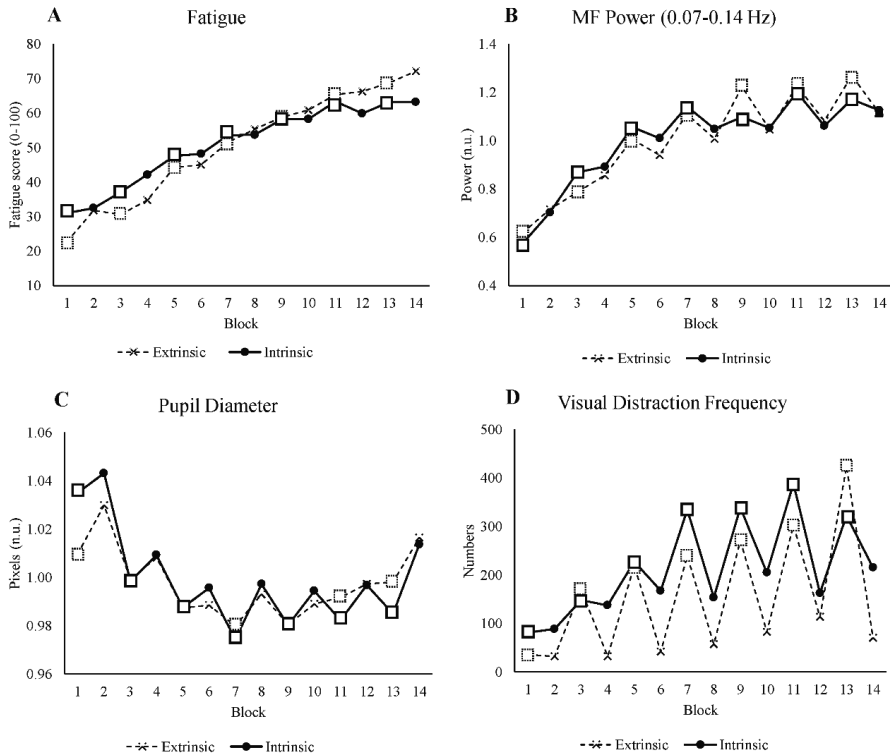 A
Fatigue
Fatigue score (0-100)
80
70
60
50
40
30
20
10
1 2 3 4 5 6 7 8 9 10 11 12 13 14
Block
Extrinsic Intrinsic
B
MF Power (0.07-0.14 Hz)
Power (n.u.)
1.4
1.2
1.0
0.8
0.6
0.4
1 2 3 4 5 6 7 8 9 10 11 12 13 14
Block
Extrinsic Intrinsic
C
Pupil Diameter
Pixels (n.u.)
1.06
1.04
1.02
1.00
0.98
0.96
1 2 3 4 5 6 7 8 9 10 11 12 13 14
Block
Extrinsic Intrinsic
D
Visual Distraction Frequency
Numbers
500
400
300
200
100
0
1 2 3 4 5 6 7 8 9 10 11 12 13 14
Block
Extrinsic Intrinsic